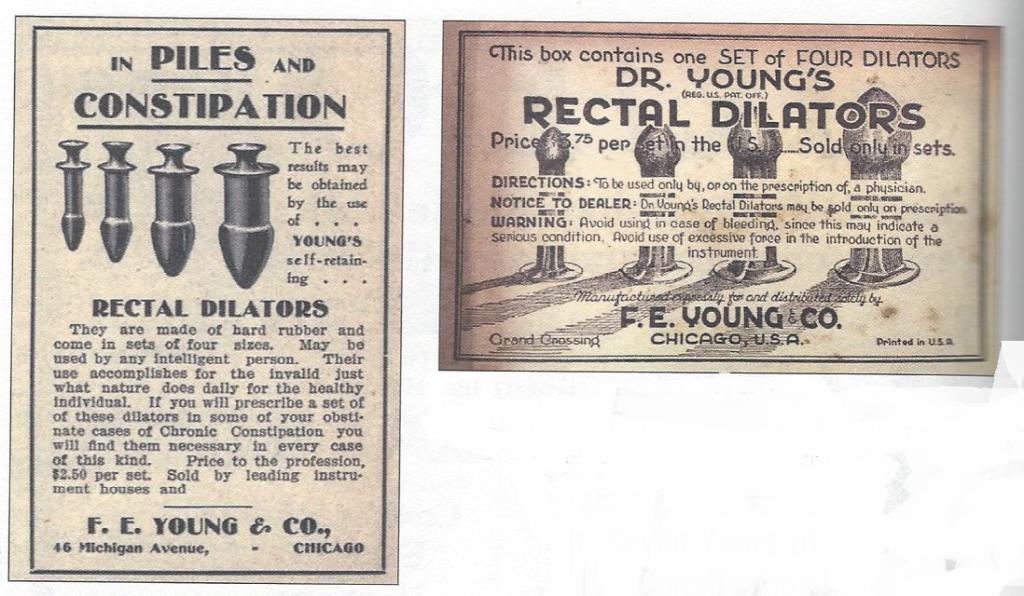 IN PILES AND
CONSTIPATION
The best
results may
be obtained
by the use
of . . .
YOUNG'S
self-retain-
ing . . .
RECTAL DILATORS
They are made of hard rubber and
come in sets of four sizes. May be
used by any intelligent person. Their
use accomplishes for the invalid just
what nature does daily for the healthy
individual. If you will prescribe a set of
of these dilators in some of your obsti-
nate cases of Chronic Constipation you
will find them necessary in every case
of this kind. Price to the profession,
$2.50 per set. Sold by leading instru-
ment houses and
F. E. YOUNG & CO.,
46 Michigan Avenue, - CHICAGO
This box contains one SET of FOUR DILATORS
DR. YOUNG'S
(REG. U.S. PAT. OFF.)
RECTAL DILATORS
Price 3.75 per set in the U.S.....Sold only in sets.
DIRECTIONS: To be used only by, or on the prescription of, a physician.
NOTICE TO DEALER: Dr. Young's Rectal Dilators may be sold only on prescription
WARNING: Avoid using in case of bleeding, since this may indicate a
serious condition. Avoid use of excessive force in the introduction of the
instrument.
Manufactured expressly for and distributed solely by
F. E. YOUNG & CO.
Grand Crossing CHICAGO, U.S.A. Printed in U.S.A.